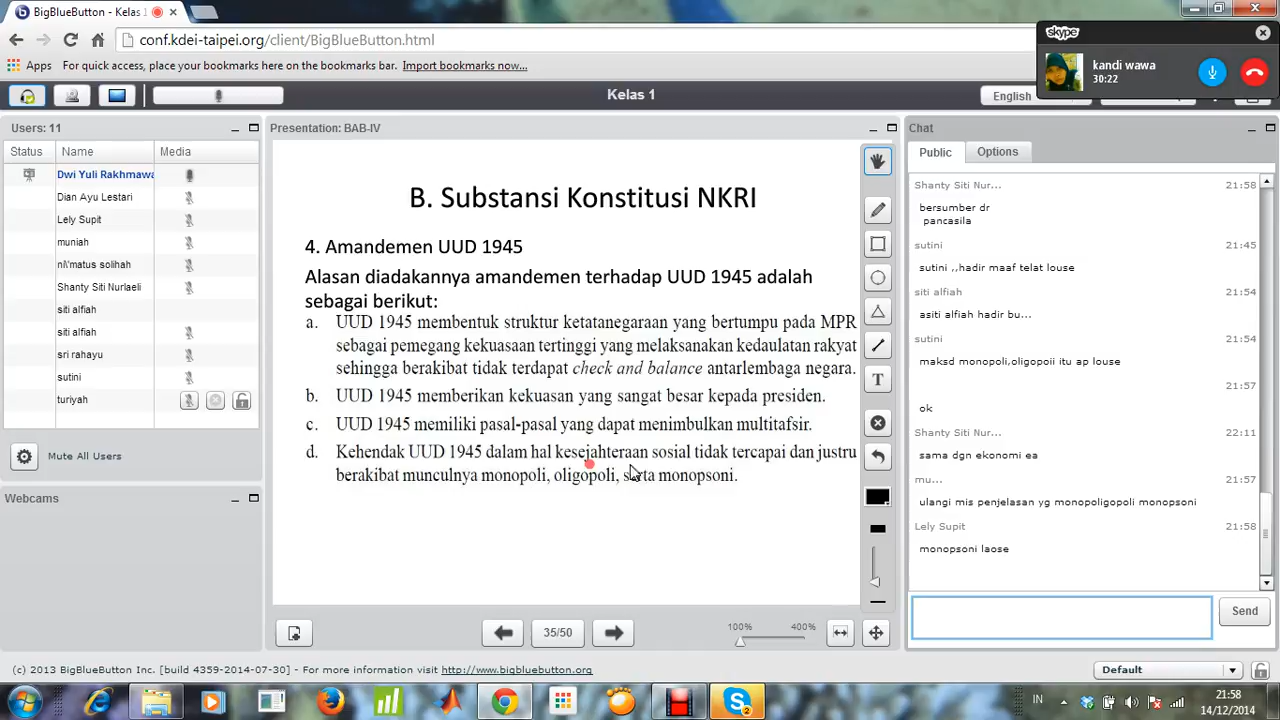 BigBlueButton - Kelas 1
conf.kdei-taipei.org/client/BigBlueButton.html
Apps For quick access, place your bookmarks here on the bookmarks bar. Import bookmarks now...
skype
kandi wawa
30:22
Kelas 1
English
Users: 11
Status Name Media
Dwi Yuli Rakhmawa
Dian Ayu Lestari
Lely Supit
muniah
ni\'matus solihah
Shanty Siti Nurlaeli
siti alfiah
siti alfiah
sri rahayu
sutini
turiyah
Mute All Users
Webcams
Presentation: BAB-IV
B. Substansi Konstitusi NKRI
4. Amandemen UUD 1945
Alasan diadakannya amandemen terhadap UUD 1945 adalah
sebagai berikut:
a. UUD 1945 membentuk struktur ketatanegaraan yang bertumpu pada MPR
sebagai pemegang kekuasaan tertinggi yang melaksanakan kedaulatan rakyat
sehingga berakibat tidak terdapat check and balance antarlembaga negara.
b. UUD 1945 memberikan kekuasan yang sangat besar kepada presiden.
c. UUD 1945 memiliki pasal-pasal yang dapat menimbulkan multitafsir.
d. Kehendak UUD 1945 dalam hal kesejahteraan sosial tidak tercapai dan justru
berakibat munculnya monopoli, oligopoli, serta monopsoni.
T
35/50
100% 400%
Chat
Public Options
Shanty Siti Nur... 21:58
bersumber dr
pancasila
sutini 21:45
sutini ,,hadir maaf telat louse
siti alfiah 21:54
asiti alfiah hadir bu...
sutini 21:54
maksd monopoli,oligopoii itu ap louse
21:57
ok
Shanty Siti Nur... 22:11
sama dgn ekonomi ea
mu... 21:57
ulangi mis penjelasan yg monopoligopoli monopsoni
Lely Supit 21:58
monopsoni laose
Send
(c) 2013 BigBlueButton Inc. [build 4359-2014-07-30] - For more information visit http://www.bigbluebutton.org
Default
IN
21:58
14/12/2014